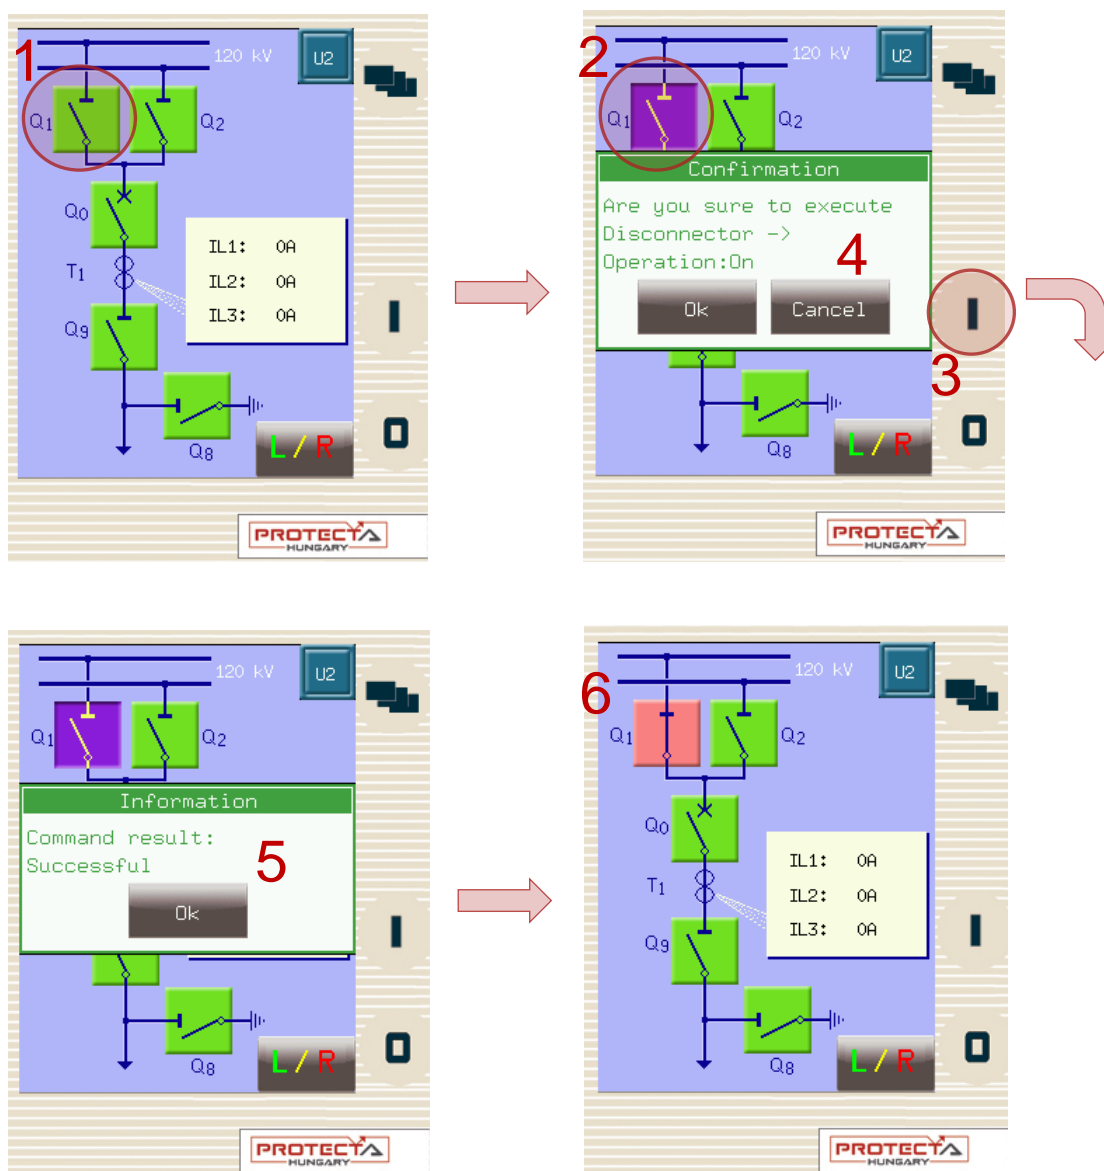 1
120 kV
U2
Q1
Q2
Q0
IL1: 0A
T1
IL2: 0A
Q9
IL3: 0A
I
O
Q8
L / R
PROTECTA
HUNGARY
2
120 kV
U2
Q1
Q2
Confirmation
Are you sure to execute
Disconnector ->
Operation:On
4
Ok
Cancel
I
3
O
Q8
L / R
PROTECTA
HUNGARY
120 kV
U2
Q1
Q2
Information
Command result:
Successful
5
Ok
I
O
Q8
L / R
PROTECTA
HUNGARY
6
120 kV
U2
Q1
Q2
Q0
IL1: 0A
T1
IL2: 0A
Q9
IL3: 0A
I
O
Q8
L / R
PROTECTA
HUNGARY